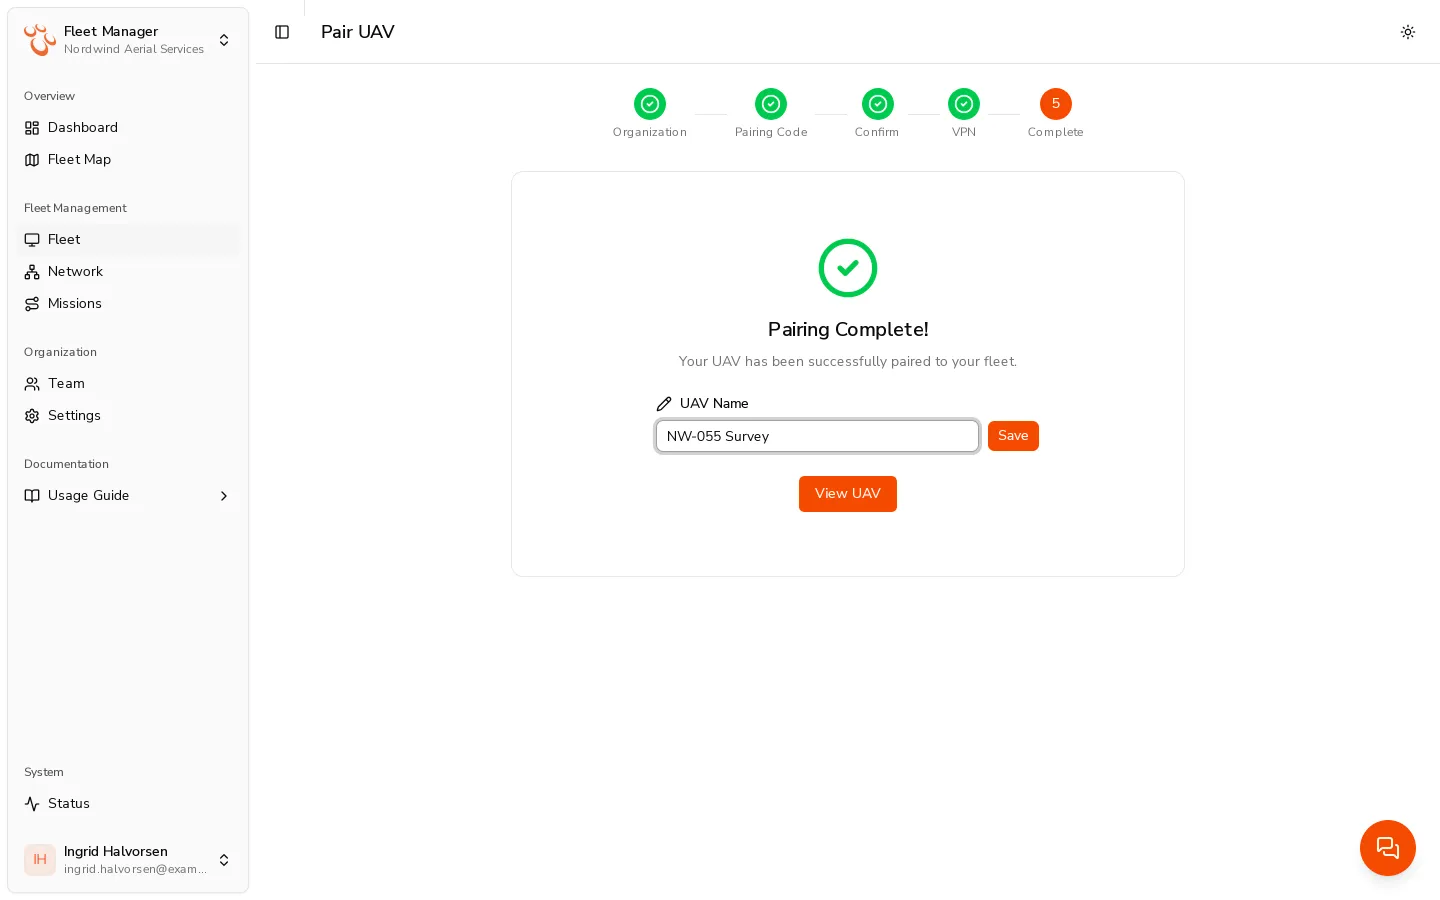 Fleet Manager
Nordwind Aerial Services
Overview
Dashboard
Fleet Map
Fleet Management
Fleet
Network
Missions
Organization
Team
Settings
Documentation
Usage Guide
System
Status
IH
Ingrid Halvorsen
ingrid.halvorsen@exam...
Pair UAV
Organization
Pairing Code
Confirm
VPN
5
Complete
Pairing Complete!
Your UAV has been successfully paired to your fleet.
UAV Name
NW-055 Survey
Save
View UAV